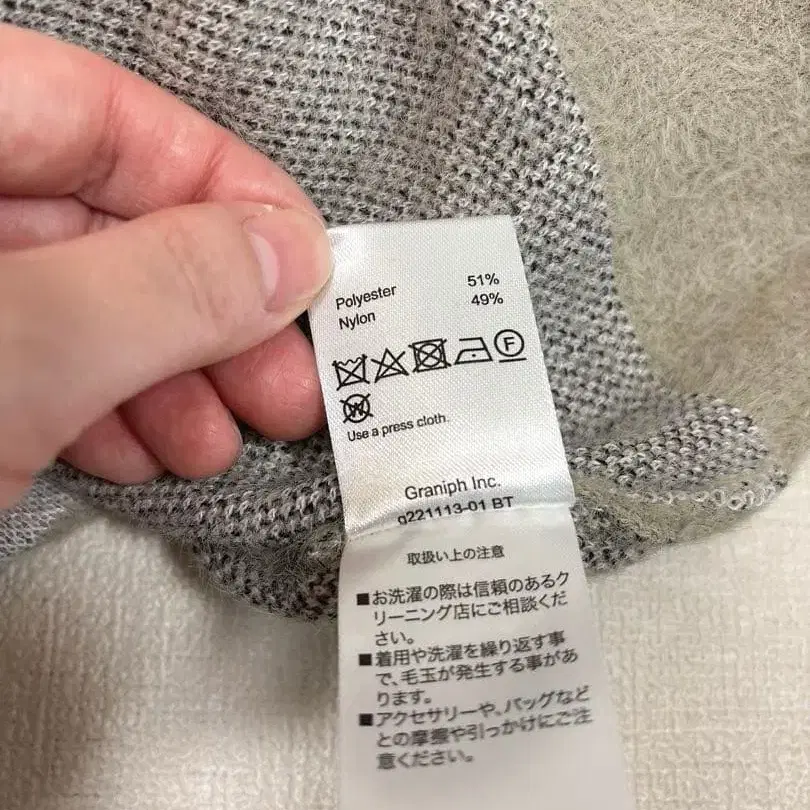 Polyester 51%
Nylon 49%
F
W
Use a press cloth.
Graniph Inc.
g221113-01 BT
取扱い上の注意
■お洗濯の際は信頼のあるク
リーニング店にご相談くだ
さい。
■着用や洗濯を繰り返す事
で、毛玉が発生する事があ
ります。
■アクセサリーや、バッグなど
との摩擦や引っかけにご注
意ください。